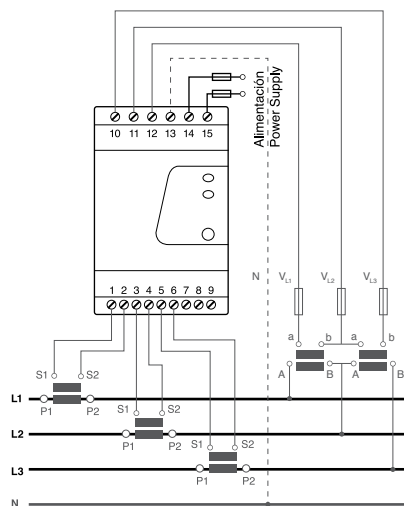 10 11 12 13 14 15
Alimentación
Power Supply
1 2 3 4 5 6 7 8 9
N
VL1 VL2 VL3
a b a b
A B A B
S1 S2
L1
P1 P2
S1 S2
L2
P1 P2
S1 S2
L3
P1 P2
N